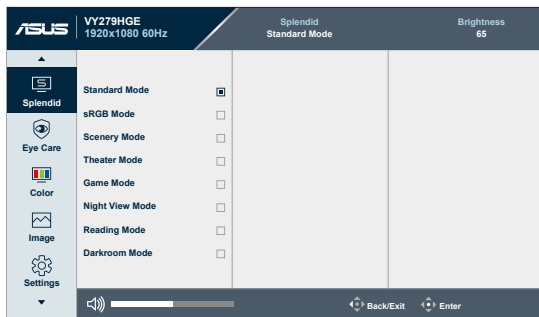 ASUS
VY279HGE
1920x1080 60Hz
Splendid
Standard Mode
Brightness
65
Splendid
Eye Care
Color
Image
Settings
Standard Mode
sRGB Mode
Scenery Mode
Theater Mode
Game Mode
Night View Mode
Reading Mode
Darkroom Mode
Back/Exit
Enter